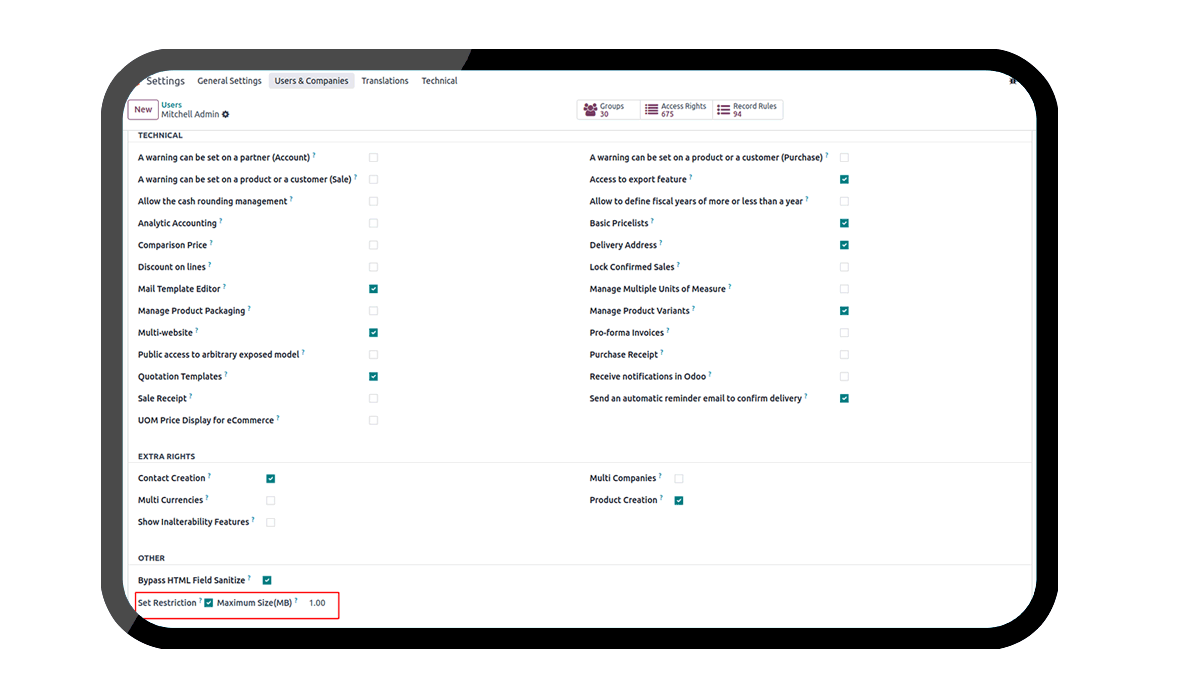 Settings General Settings Users & Companies Translations Technical
New Users Groups Access Rights Record Rules
Mitchell Admin 30 675 94
TECHNICAL
A warning can be set on a partner (Account) ? A warning can be set on a product or a customer (Purchase) ?
A warning can be set on a product or a customer (Sale) ? Access to export feature ?
Allow the cash rounding management ? Allow to define fiscal years of more or less than a year ?
Analytic Accounting ? Basic Pricelists ?
Comparison Price ? Delivery Address ?
Discount on lines ? Lock Confirmed Sales ?
Mail Template Editor ? Manage Multiple Units of Measure ?
Manage Product Packaging ? Manage Product Variants ?
Multi-website ? Pro-forma Invoices ?
Public access to arbitrary exposed model ? Purchase Receipt ?
Quotation Templates ? Receive notifications in Odoo ?
Sale Receipt ? Send an automatic reminder email to confirm delivery ?
UOM Price Display for eCommerce ?
EXTRA RIGHTS
Contact Creation ? Multi Companies ?
Multi Currencies ? Product Creation ?
Show Inalterability Features ?
OTHER
Bypass HTML Field Sanitize ?
Set Restriction ? Maximum Size(MB) ? 1.00